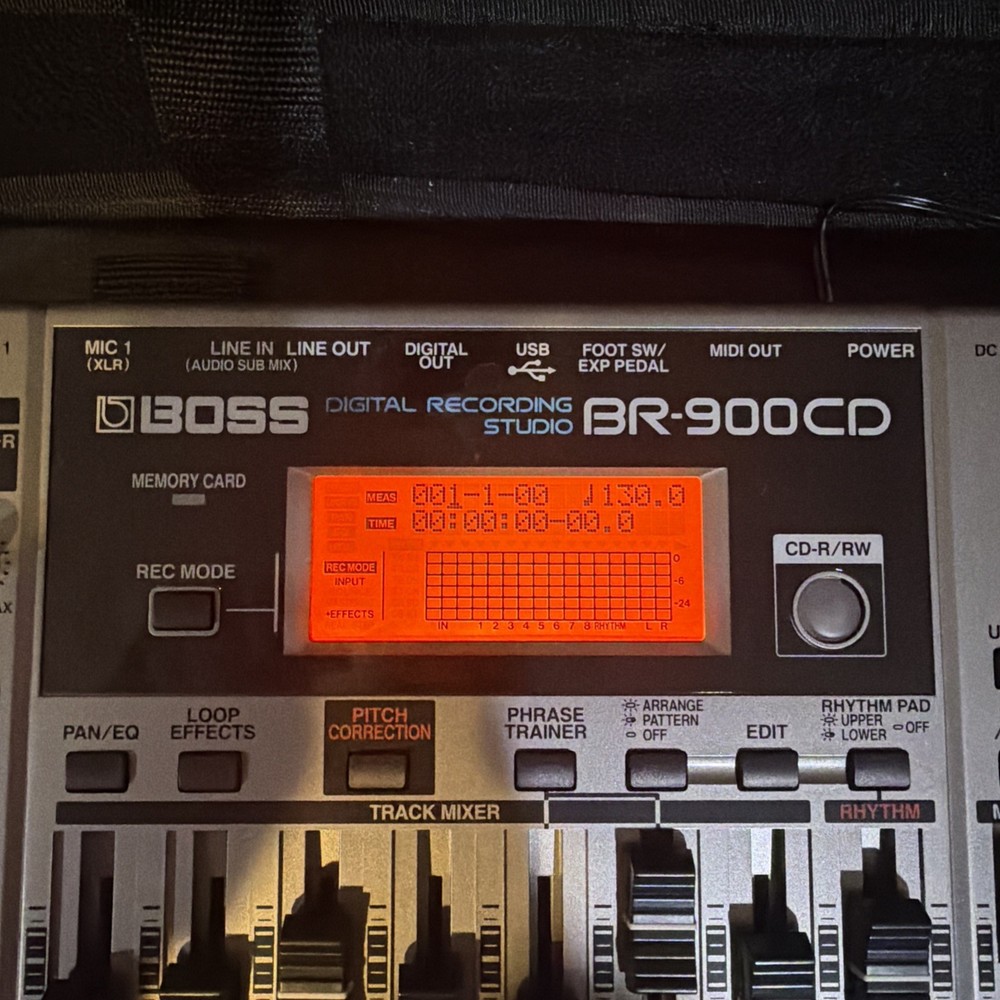 1
MIC 1
(XLR)
LINE IN
(AUDIO SUB MIX)
LINE OUT
DIGITAL
OUT
USB
FOOT SW/
EXP PEDAL
MIDI OUT
POWER
DC
BOSS
DIGITAL RECORDING
STUDIO
BR-900CD
MEMORY CARD
REC MODE
MEAS 001-1-00 ♩130.0
TIME 00:00:00-00.0
REC MODE
INPUT
+EFFECTS
0
-6
-24
IN 1 2 3 4 5 6 7 8 RHYTHM L R
CD-R/RW
PAN/EQ
LOOP
EFFECTS
PITCH
CORRECTION
PHRASE
TRAINER
ARRANGE
PATTERN
OFF
EDIT
RHYTHM PAD
UPPER
LOWER
OFF
TRACK MIXER
RHYTHM